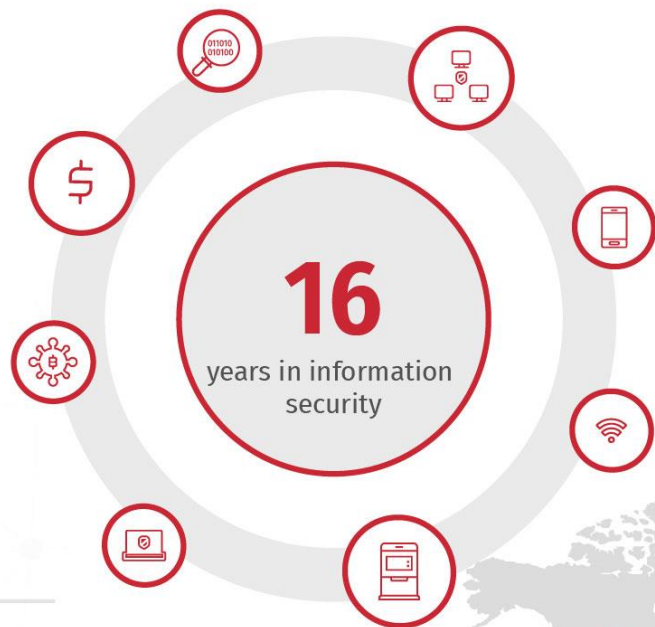 011010
010100
$
16
years in information
security